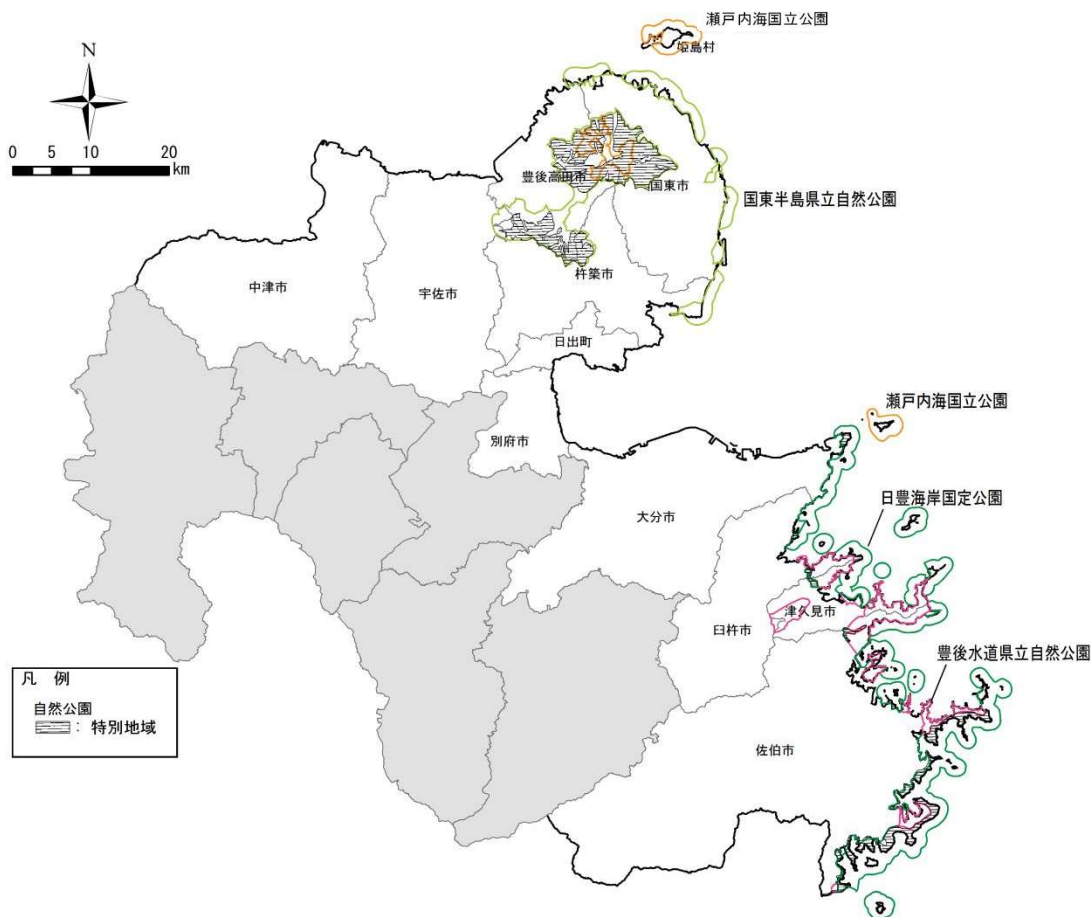 瀬戸内海国立公園
姫島村
N
0 5 10 20
km
豊後高田市
国東市
国東半島県立自然公園
杵築市
中津市
宇佐市
日出町
瀬戸内海国立公園
別府市
日豊海岸国定公園
大分市
津久見市
臼杵市
豊後水道県立自然公園
凡 例
自然公園
: 特別地域
佐伯市